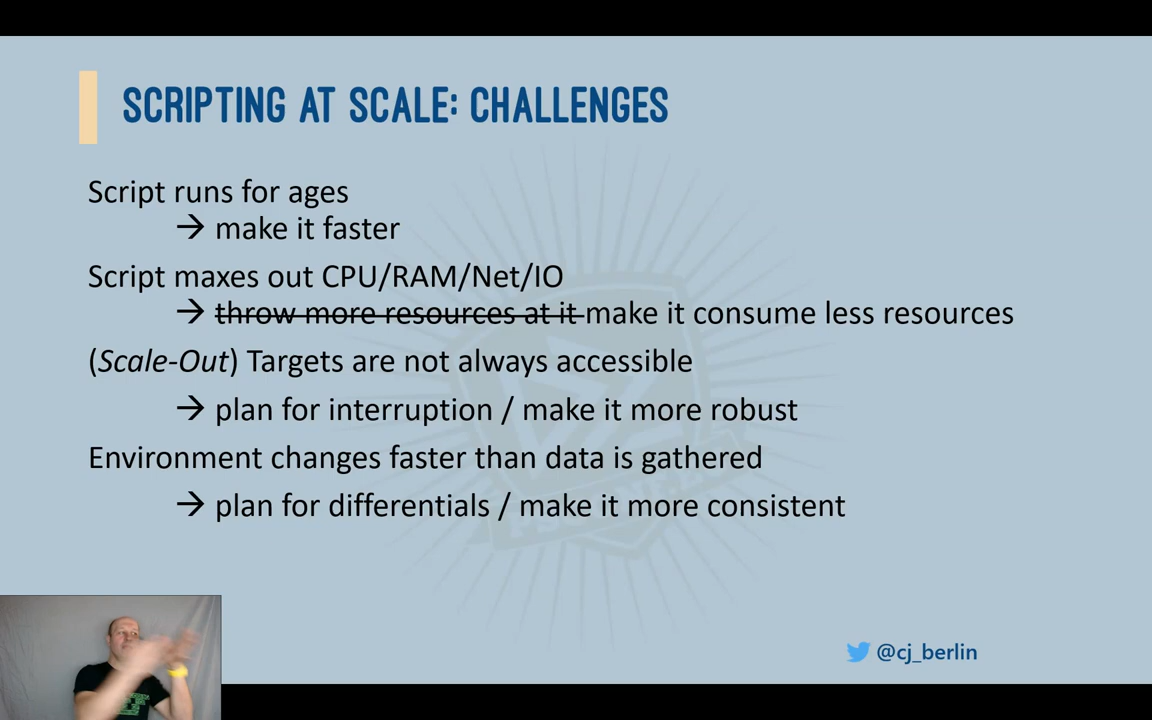 SCRIPTING AT SCALE: CHALLENGES
Script runs for ages
→ make it faster
Script maxes out CPU/RAM/Net/IO
→ throw more resources at it make it consume less resources
(Scale-Out) Targets are not always accessible
→ plan for interruption / make it more robust
Environment changes faster than data is gathered
→ plan for differentials / make it more consistent
@cj_berlin